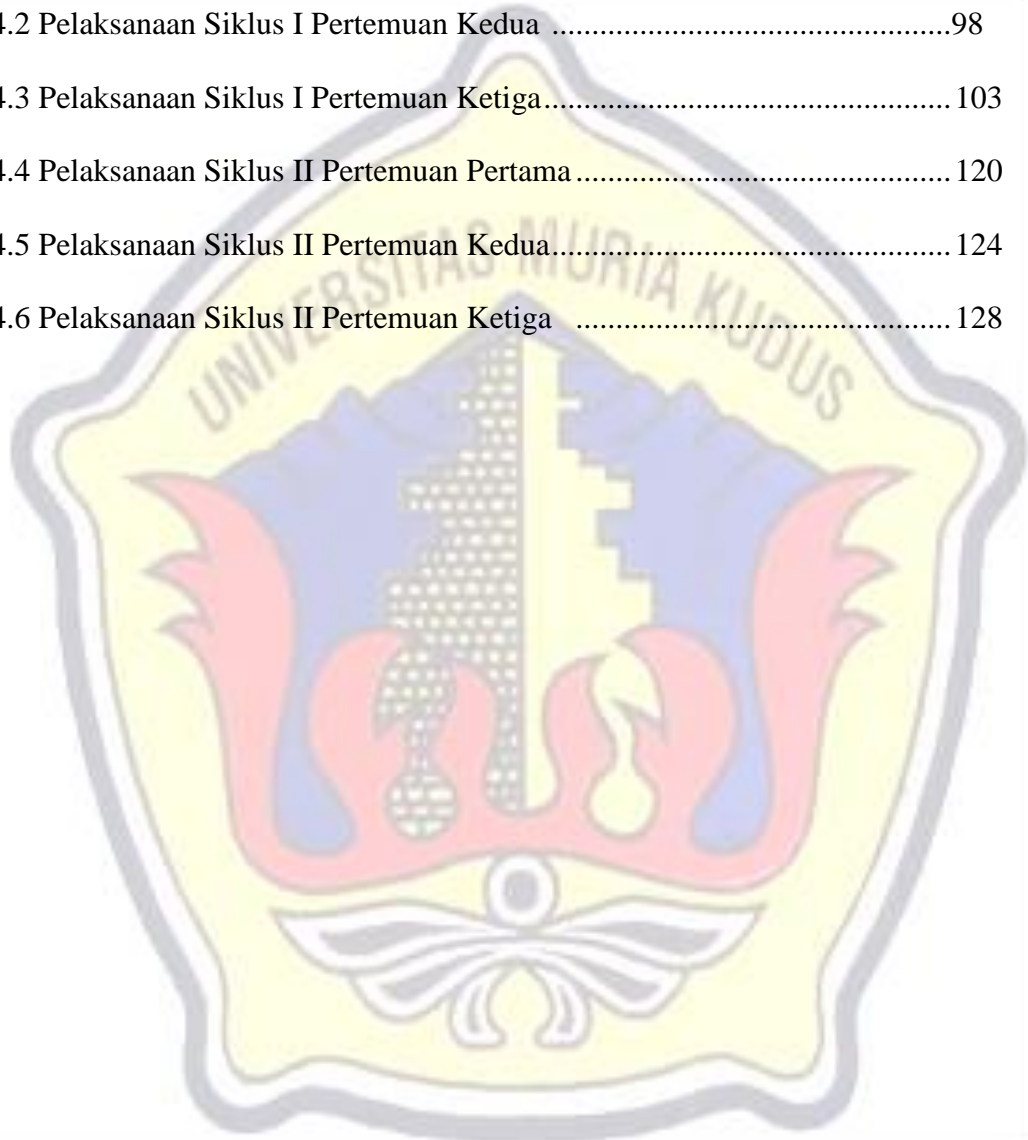 4.2 Pelaksanaan Siklus I Pertemuan Kedua ............................................98
4.3 Pelaksanaan Siklus I Pertemuan Ketiga............................................. 103
4.4 Pelaksanaan Siklus II Pertemuan Pertama.......................................... 120
4.5 Pelaksanaan Siklus II Pertemuan Kedua............................................ 124
4.6 Pelaksanaan Siklus II Pertemuan Ketiga .......................................... 128
UNIVERSITAS MURIA KUDUS